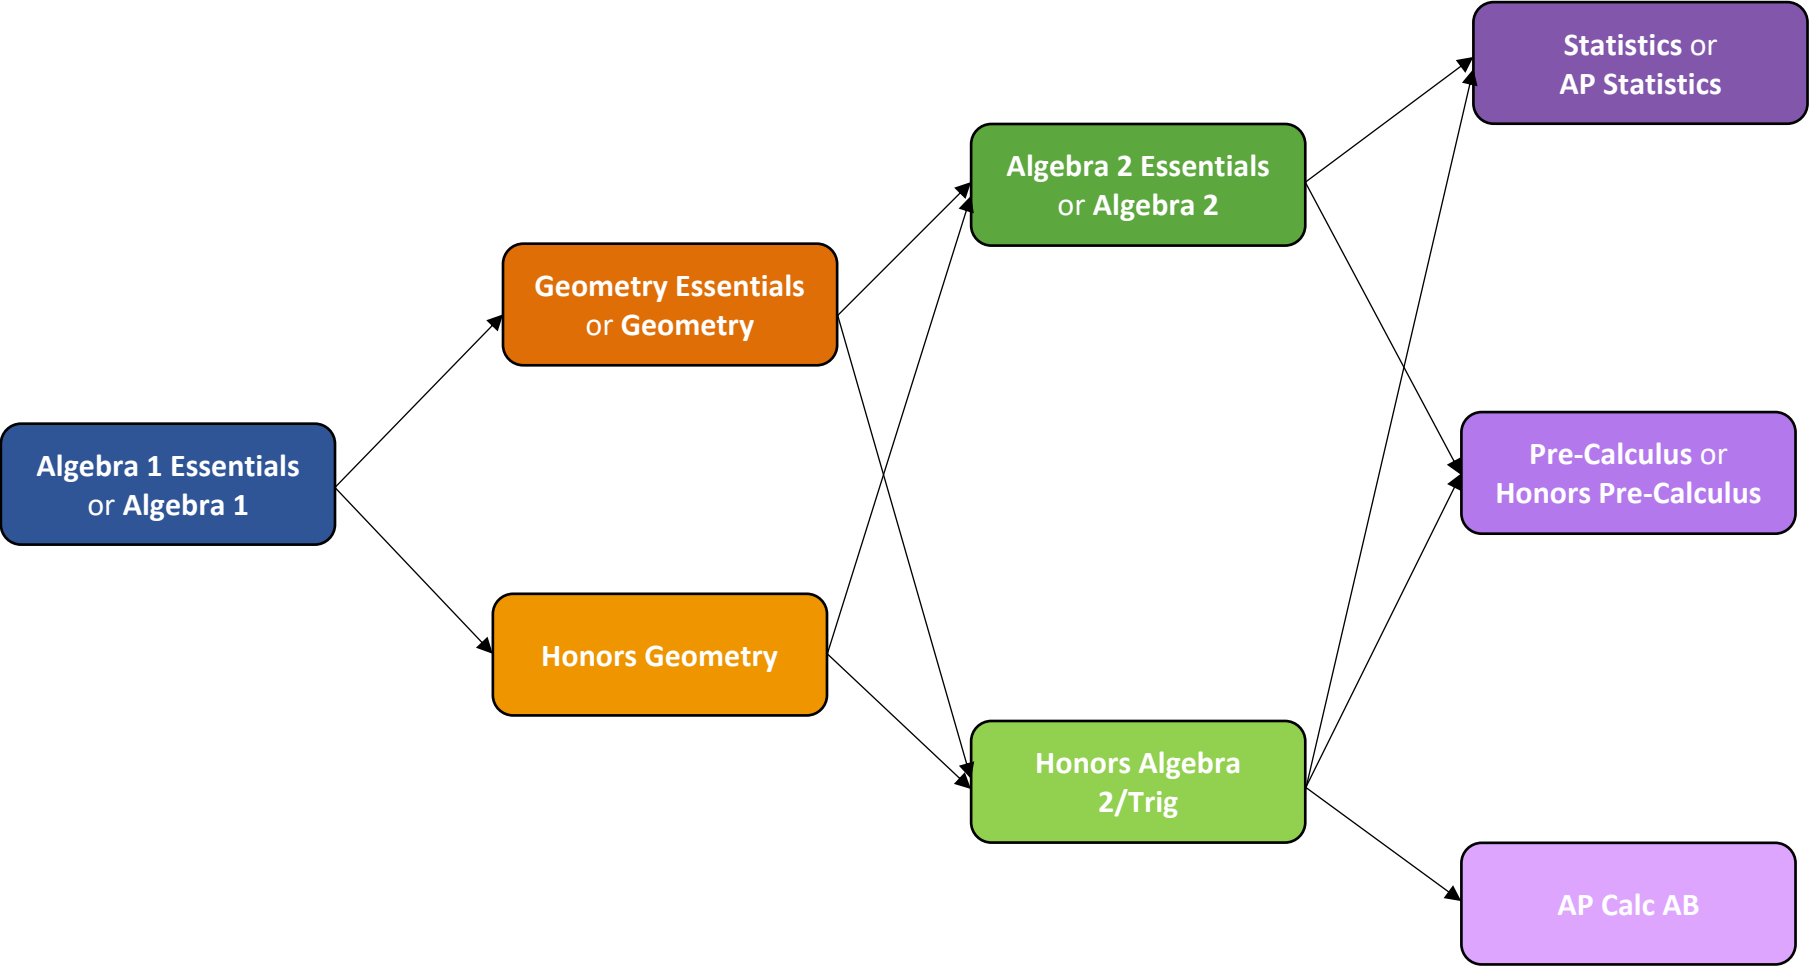 Algebra 1 Essentials
or Algebra 1
Geometry Essentials
or Geometry
Honors Geometry
Algebra 2 Essentials
or Algebra 2
Honors Algebra
2/Trig
Statistics or
AP Statistics
Pre-Calculus or
Honors Pre-Calculus
AP Calc AB